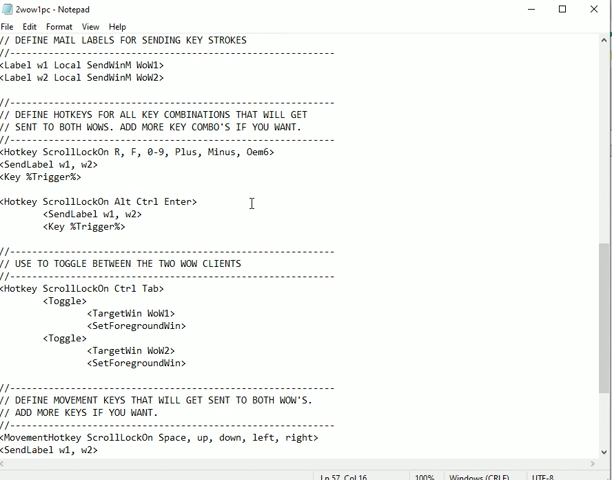 2wow1pc - Notepad
File Edit Format View Help
// DEFINE MAIL LABELS FOR SENDING KEY STROKES
//------------------------------------------------------------
<Label w1 Local SendWinM WoW1>
<Label w2 Local SendWinM WoW2>
//------------------------------------------------------------
// DEFINE HOTKEYS FOR ALL KEY COMBINATIONS THAT WILL GET
// SENT TO BOTH WOWS. ADD MORE KEY COMBO'S IF YOU WANT.
//------------------------------------------------------------
<Hotkey ScrollLockOn R, F, 0-9, Plus, Minus, Oem6>
<SendLabel w1, w2>
<Key %Trigger%>
<Hotkey ScrollLockOn Alt Ctrl Enter>
<SendLabel w1, w2>
<Key %Trigger%>
//------------------------------------------------------------
// USE TO TOGGLE BETWEEN THE TWO WOW CLIENTS
//------------------------------------------------------------
<Hotkey ScrollLockOn Ctrl Tab>
<Toggle>
<TargetWin WoW1>
<SetForegroundWin>
<Toggle>
<TargetWin WoW2>
<SetForegroundWin>
//------------------------------------------------------------
// DEFINE MOVEMENT KEYS THAT WILL GET SENT TO BOTH WOW'S.
// ADD MORE KEYS IF YOU WANT.
//------------------------------------------------------------
<MovementHotkey ScrollLockOn Space, up, down, left, right>
<SendLabel w1, w2>
Ln 57, Col 16 100% Windows (CRLF) UTF-8